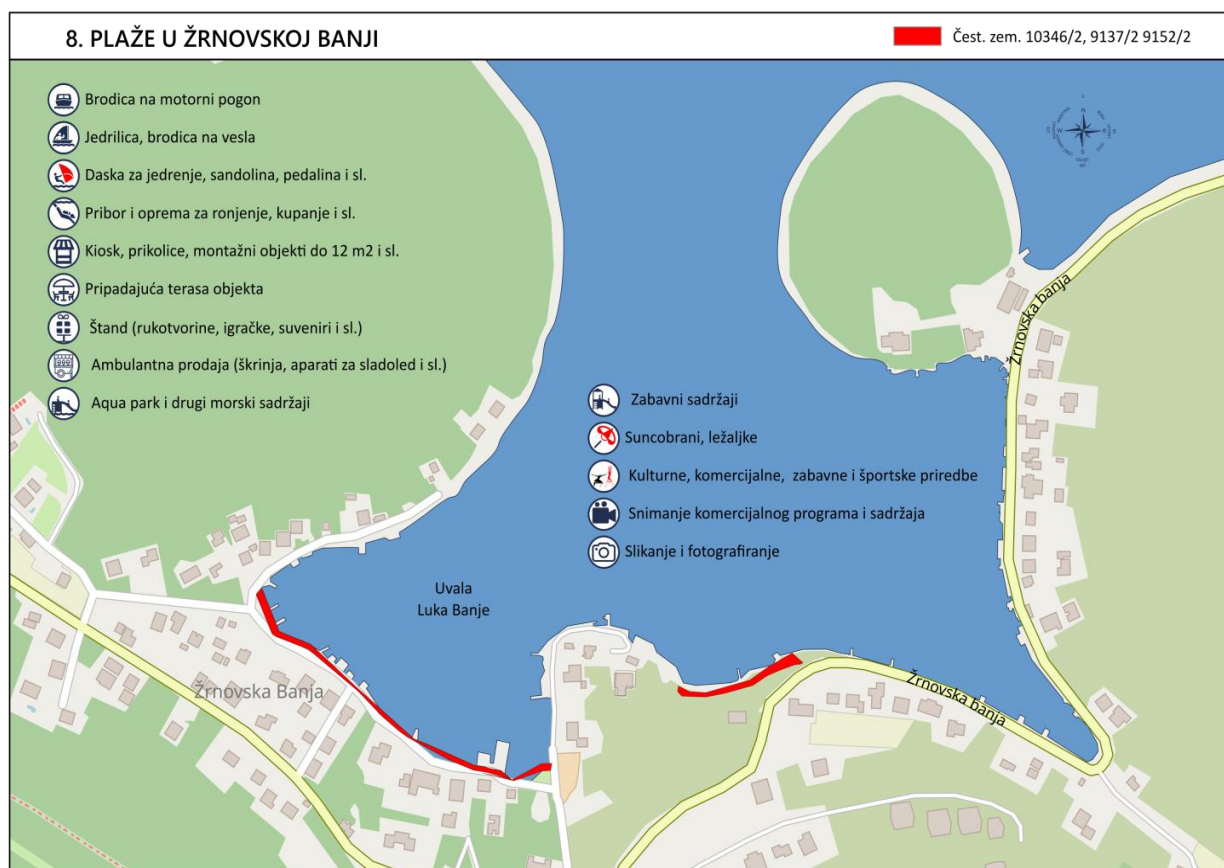 8. PLAŽE U ŽRNOVSKOJ BANJI
Čest. zem. 10346/2, 9137/2 9152/2
Brodica na motorni pogon
Jedrilica, brodica na vesla
Daska za jedrenje, sandolina, pedalina i sl.
Pribor i oprema za ronjenje, kupanje i sl.
Kiosk, prikolice, montažni objekti do 12 m2 i sl.
Pripadajuća terasa objekta
Štand (rukotvorine, igračke, suveniri i sl.)
Ambulantna prodaja (škrinja, aparati za sladoled i sl.)
Aqua park i drugi morski sadržaji
Zabavni sadržaji
Suncobrani, ležaljke
Kulturne, komercijalne, zabavne i športske priredbe
Snimanje komercijalnog programa i sadržaja
Slikanje i fotografiranje
Uvala
Luka Banje
Žrnovska Banja
Žrnovska banja
Žrnovska banja
N
W
S